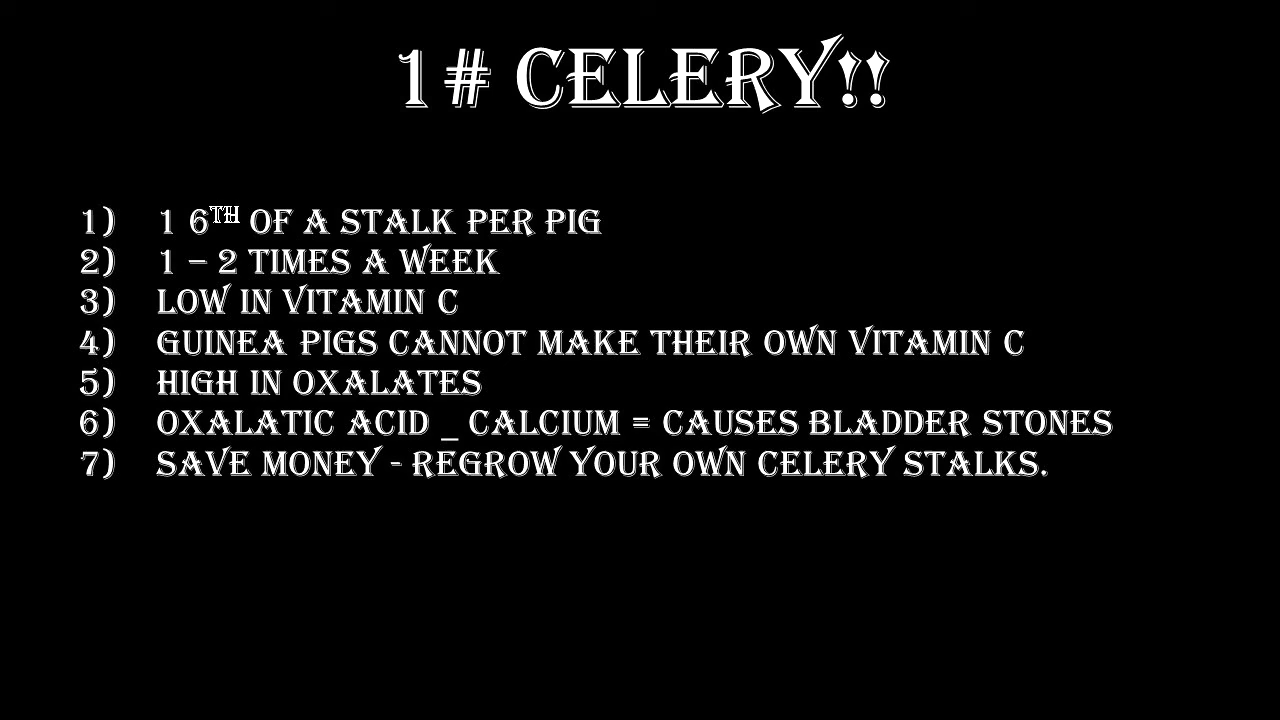 1# CELERY!!
1) 1 6TH OF A STALK PER PIG
2) 1 – 2 TIMES A WEEK
3) LOW IN VITAMIN C
4) GUINEA PIGS CANNOT MAKE THEIR OWN VITAMIN C
5) HIGH IN OXALATES
6) OXALATIC ACID _ CALCIUM = CAUSES BLADDER STONES
7) SAVE MONEY - REGROW YOUR OWN CELERY STALKS.